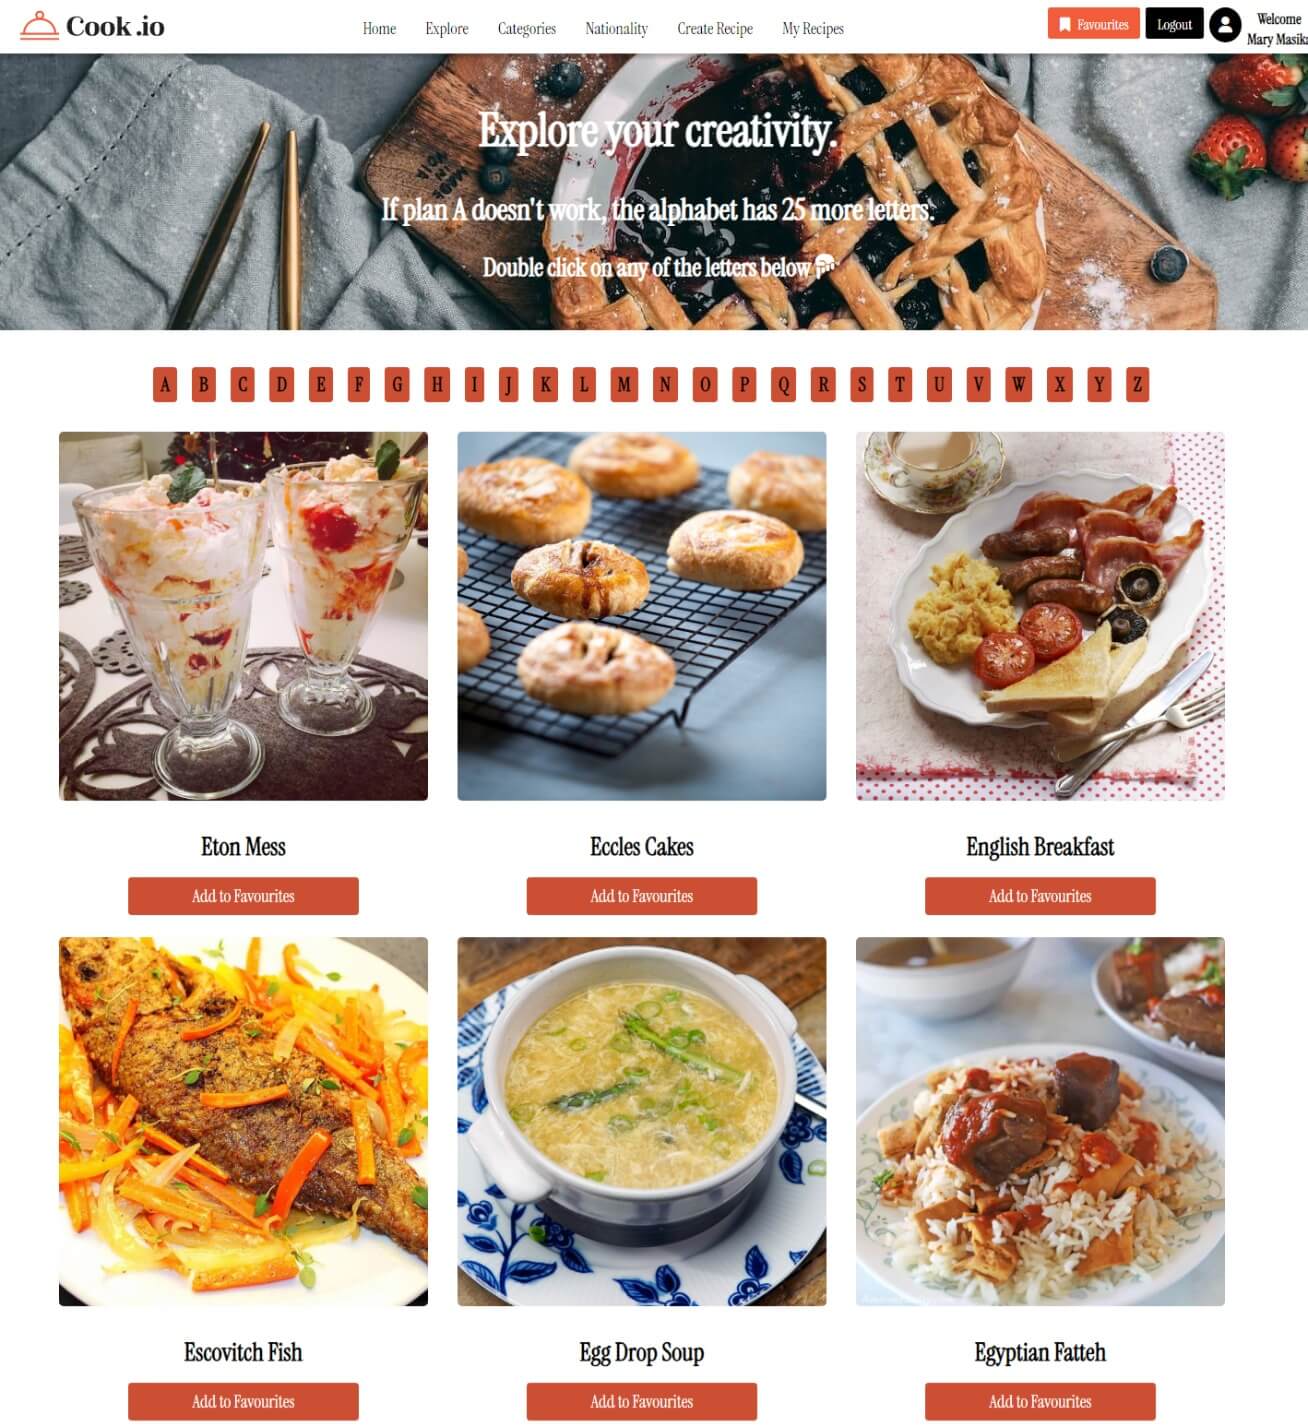 Cook .io
Home Explore Categories Nationality Create Recipe My Recipes
Favourites Logout Welcome
Mary Masika
Explore your creativity.
If plan A doesn't work, the alphabet has 25 more letters.
Double click on any of the letters below
A B C D E F G H I J K L M N O P Q R S T U V W X Y Z
Eton Mess Eccles Cakes English Breakfast
Add to Favourites Add to Favourites Add to Favourites
Escovitch Fish Egg Drop Soup Egyptian Fatteh
Add to Favourites Add to Favourites Add to Favourites